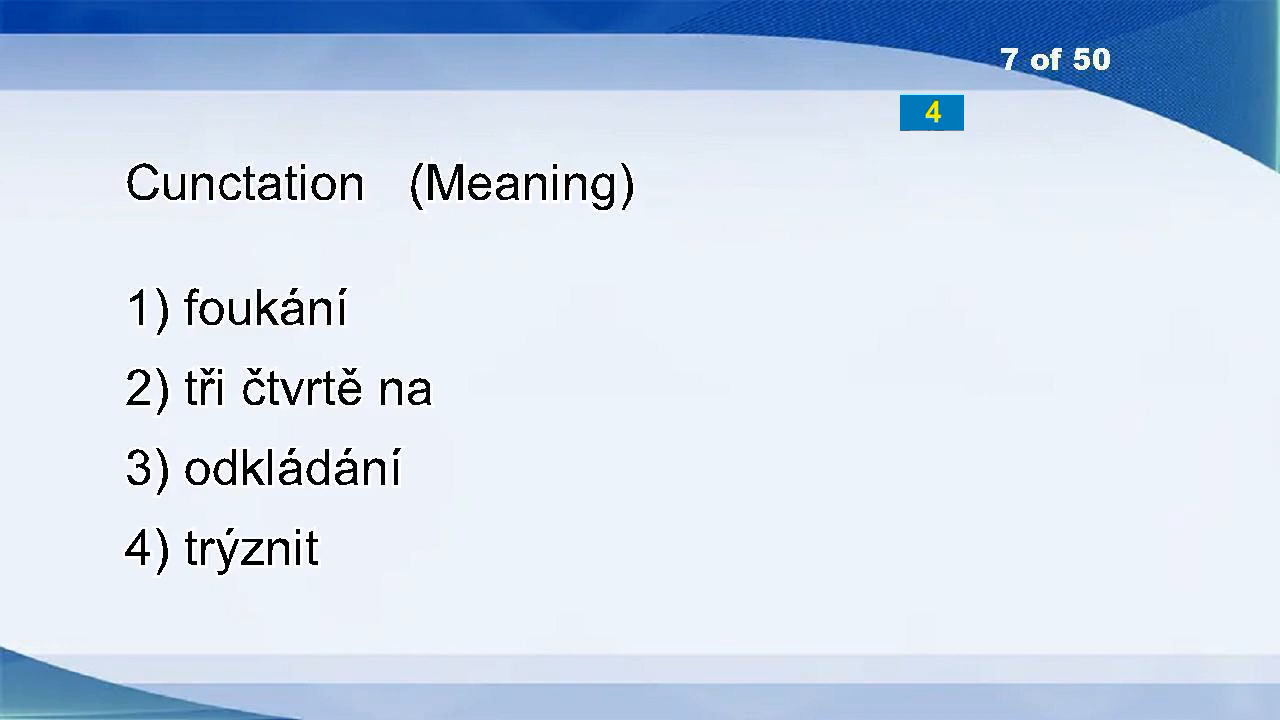 7 of 50
4
Cunctation (Meaning)
1) foukání
2) tři čtvrtě na
3) odkládání
4) trýznit